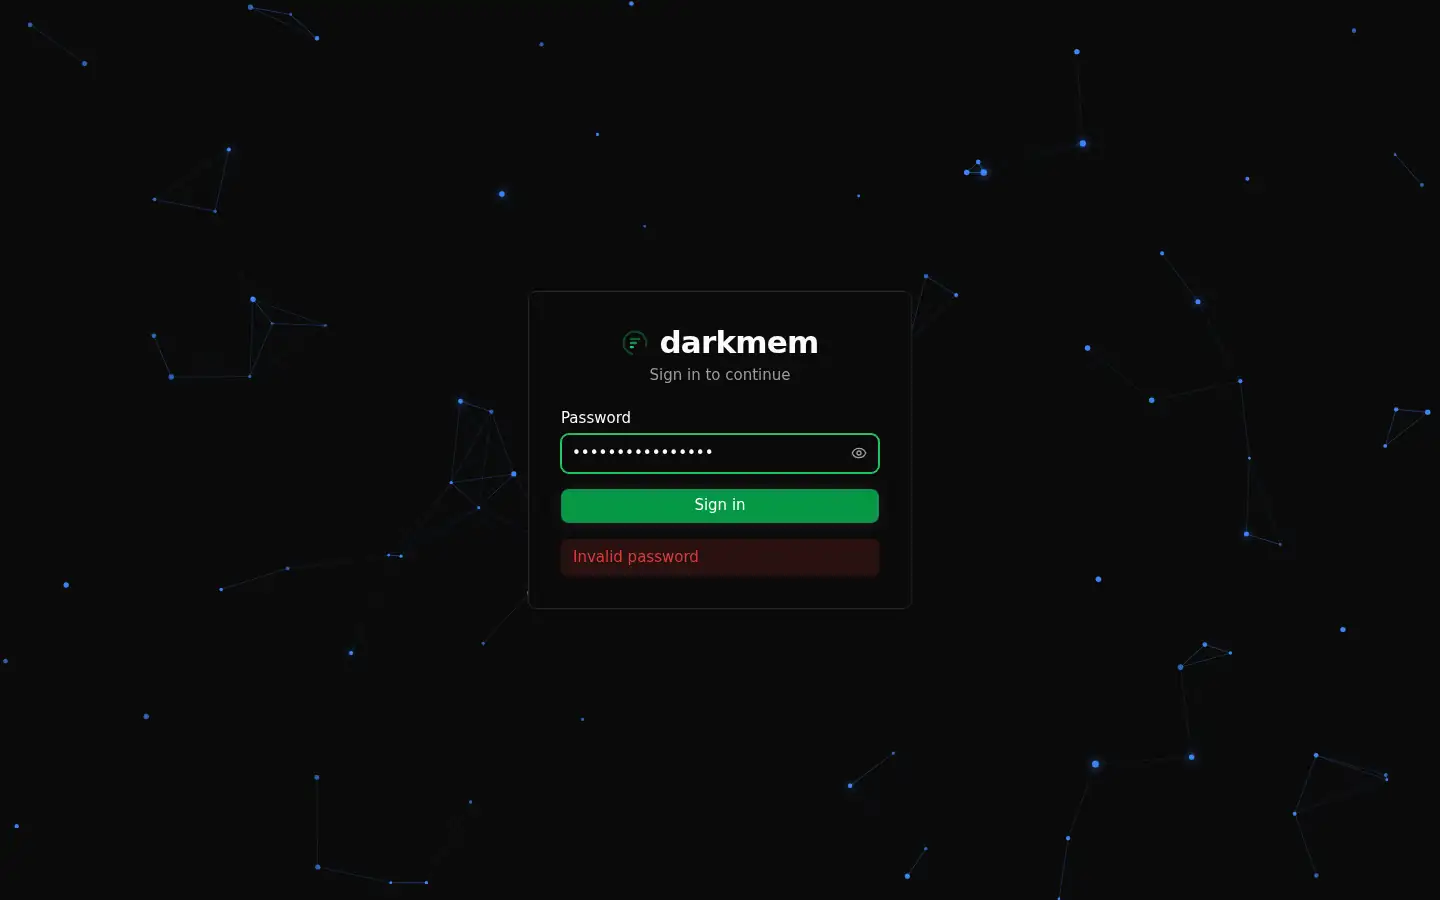 darkmem
Sign in to continue
Password
••••••••••••••••
Sign in
Invalid password